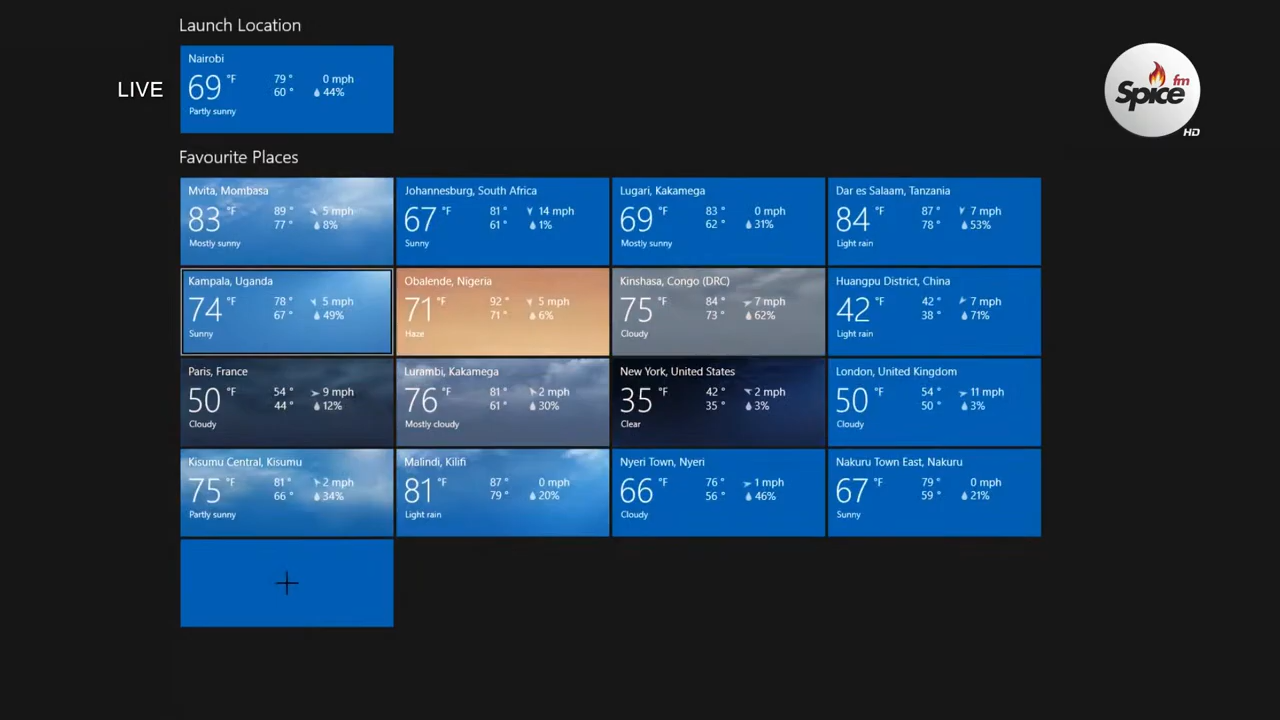 Launch Location
Nairobi
69 °F 79 ° 0 mph
60 ° 44%
Partly sunny
LIVE
Spice fm
HD
Favourite Places
Mvita, Mombasa
83 °F 89 ° 5 mph
77 ° 8%
Mostly sunny
Johannesburg, South Africa
67 °F 81 ° 14 mph
61 ° 1%
Sunny
Lugari, Kakamega
69 °F 83 ° 0 mph
62 ° 31%
Mostly sunny
Dar es Salaam, Tanzania
84 °F 87 ° 7 mph
78 ° 53%
Light rain
Kampala, Uganda
74 °F 78 ° 5 mph
67 ° 49%
Sunny
Obalende, Nigeria
71 °F 92 ° 5 mph
71 ° 6%
Haze
Kinshasa, Congo (DRC)
75 °F 84 ° 7 mph
73 ° 62%
Cloudy
Huangpu District, China
42 °F 42 ° 7 mph
38 ° 71%
Light rain
Paris, France
50 °F 54 ° 9 mph
44 ° 12%
Cloudy
Lurambi, Kakamega
76 °F 81 ° 2 mph
61 ° 30%
Mostly cloudy
New York, United States
35 °F 42 ° 2 mph
35 ° 3%
Clear
London, United Kingdom
50 °F 54 ° 11 mph
50 ° 3%
Cloudy
Kisumu Central, Kisumu
75 °F 81 ° 2 mph
66 ° 34%
Partly sunny
Malindi, Kilifi
81 °F 87 ° 0 mph
79 ° 20%
Light rain
Nyeri Town, Nyeri
66 °F 76 ° 1 mph
56 ° 46%
Cloudy
Nakuru Town East, Nakuru
67 °F 79 ° 0 mph
59 ° 21%
Sunny